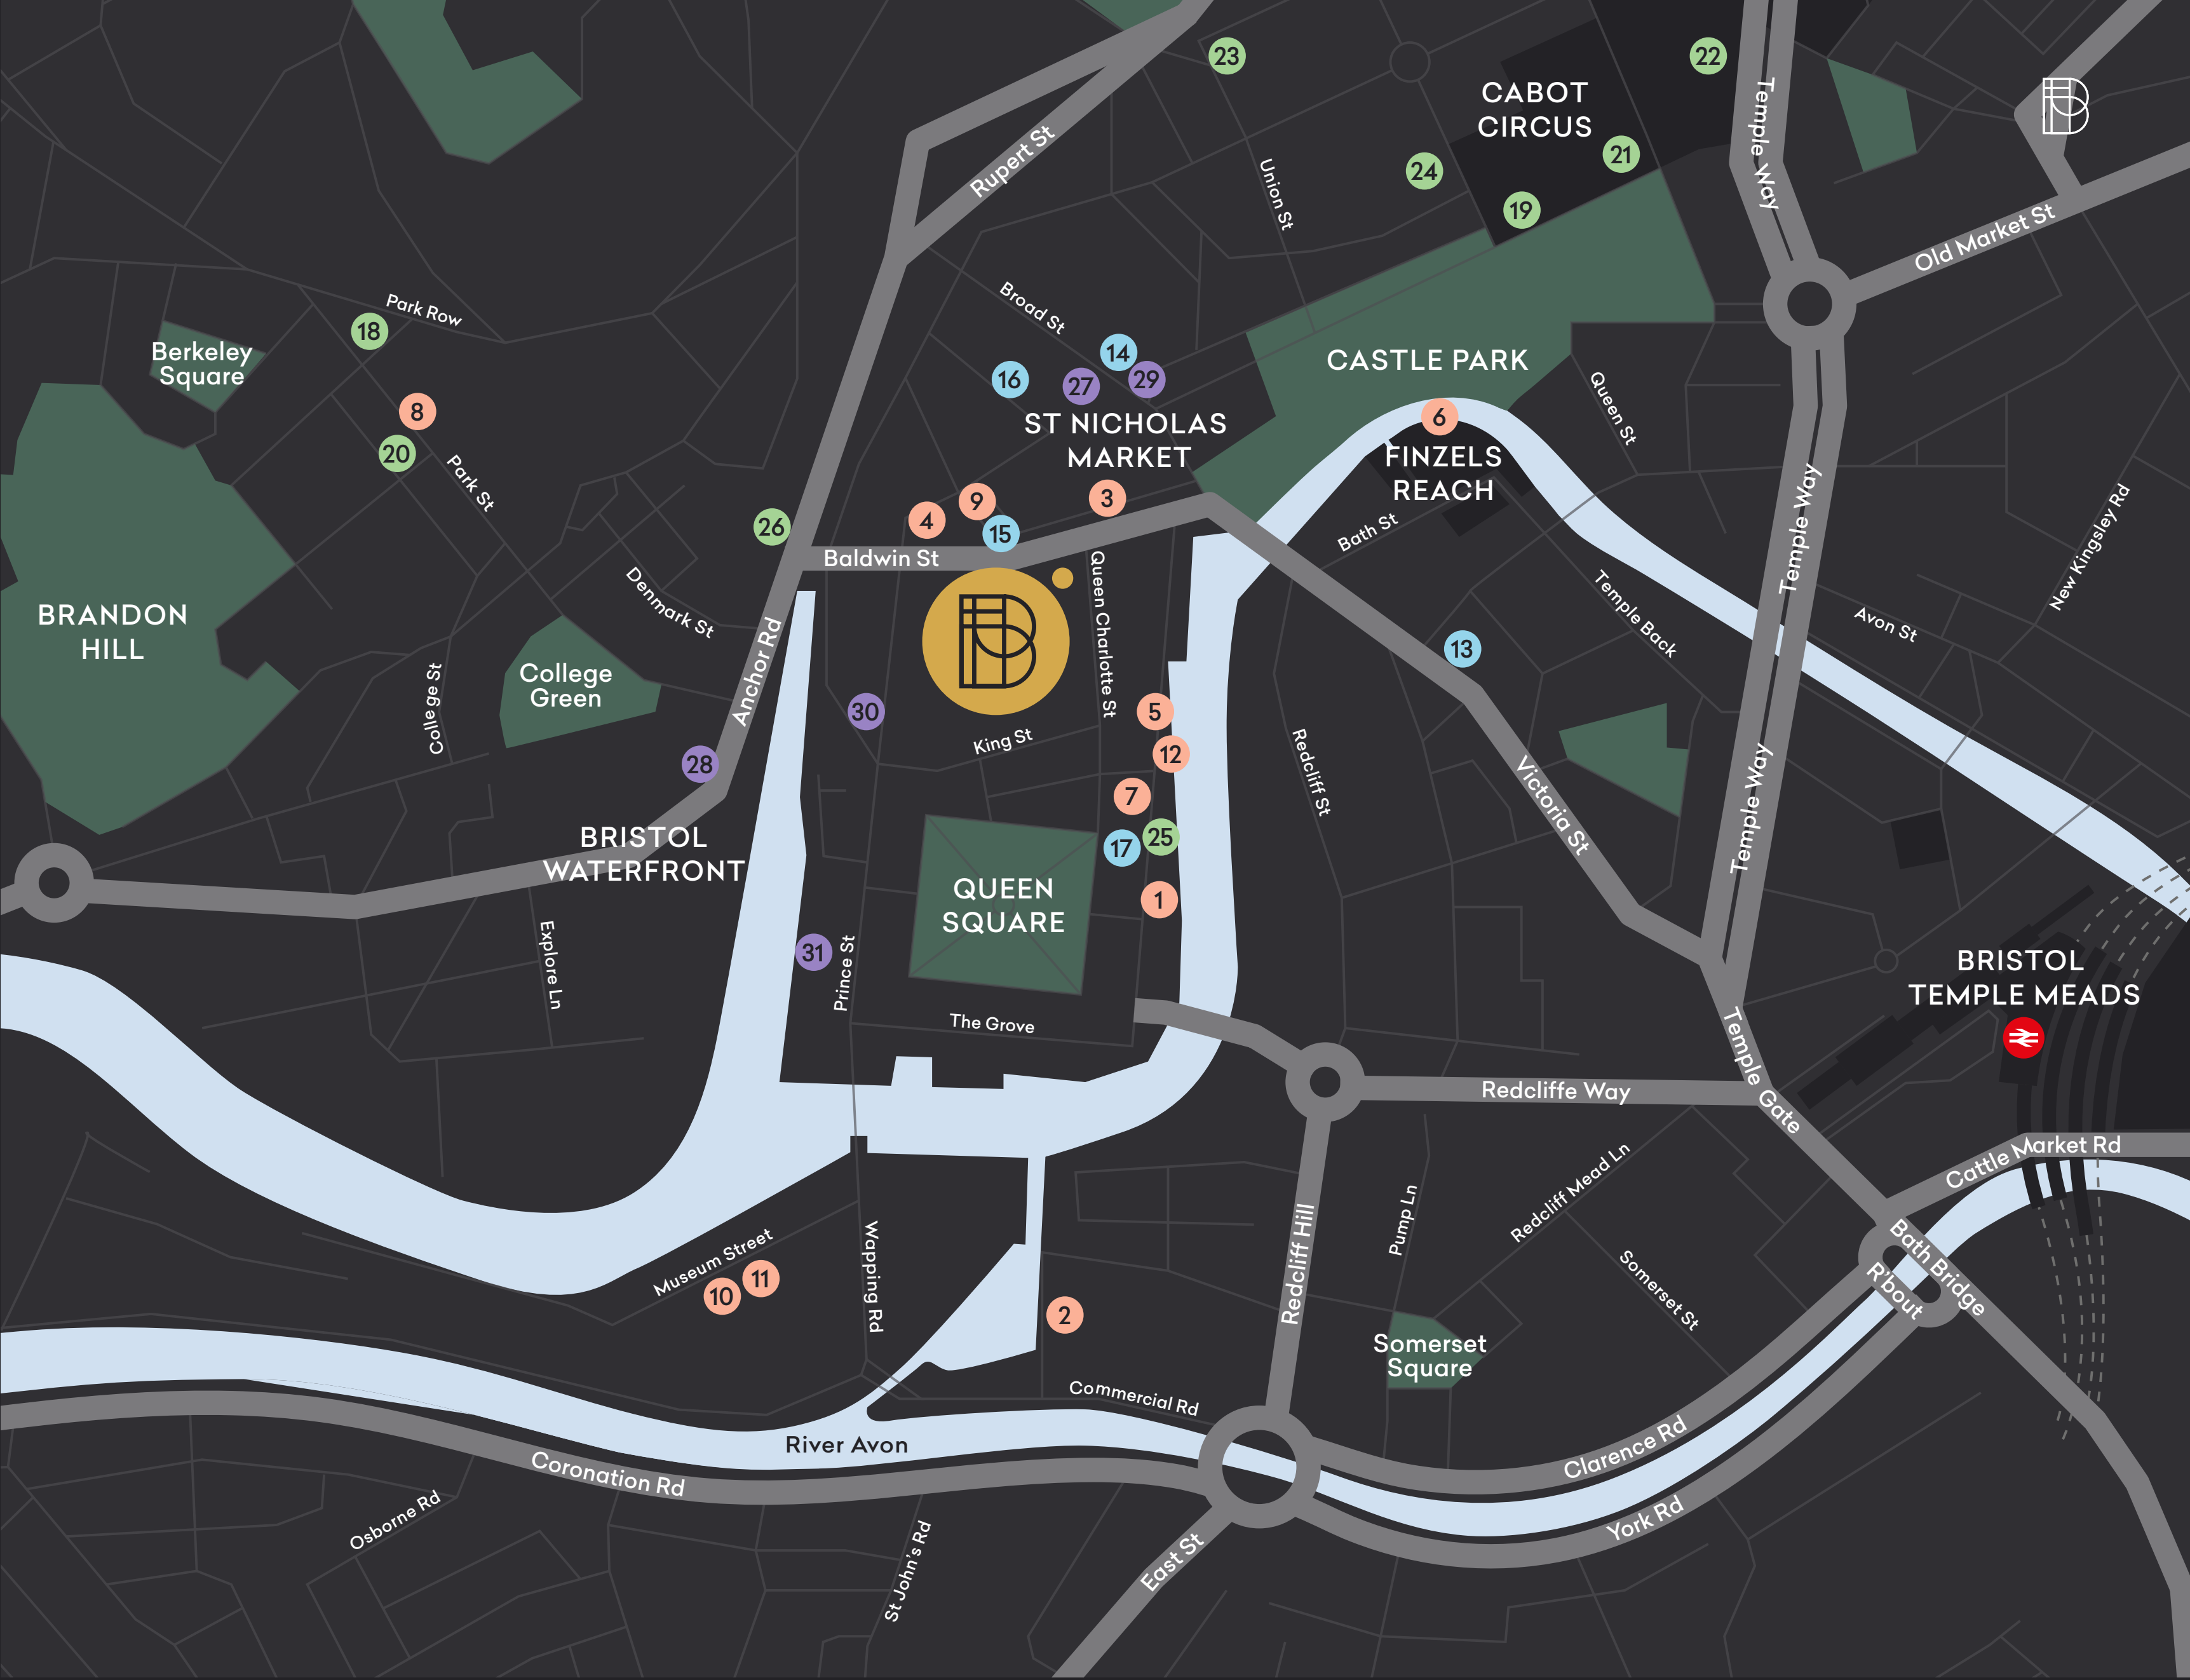 23
22
CABOT
CIRCUS
Temple Way
Rupert St
24
21
Union St
19
Old Market St
Broad St
Park Row
18
Berkeley
Square
14
16
27
29
CASTLE PARK
Queen St
8
20
Park St
ST NICHOLAS
MARKET
6
FINZELS
REACH
Temple Way
New Kingsley Rd
26
4
9
15
3
Bath St
Baldwin St
B
Queen Charlotte St
Denmark St
BRANDON
HILL
Temple Back
Avon St
13
College
Green
College St
Anchor Rd
30
5
King St
12
28
7
Redcliff St
Victoria St
Temple Way
BRISTOL
WATERFRONT
17
25
QUEEN
SQUARE
1
Explore Ln
31
Prince St
The Grove
BRISTOL
TEMPLE MEADS
Temple Gate
Redcliffe Way
Cattle Market Rd
Redcliff Mead Ln
Pump Ln
Redcliff Hill
Museum Street
10
11
Wapping Rd
2
Somerset St
Bath Bridge
R'bout
Somerset
Square
Commercial Rd
River Avon
Coronation Rd
Clarence Rd
York Rd
Osborne Rd
St John's Rd
East St